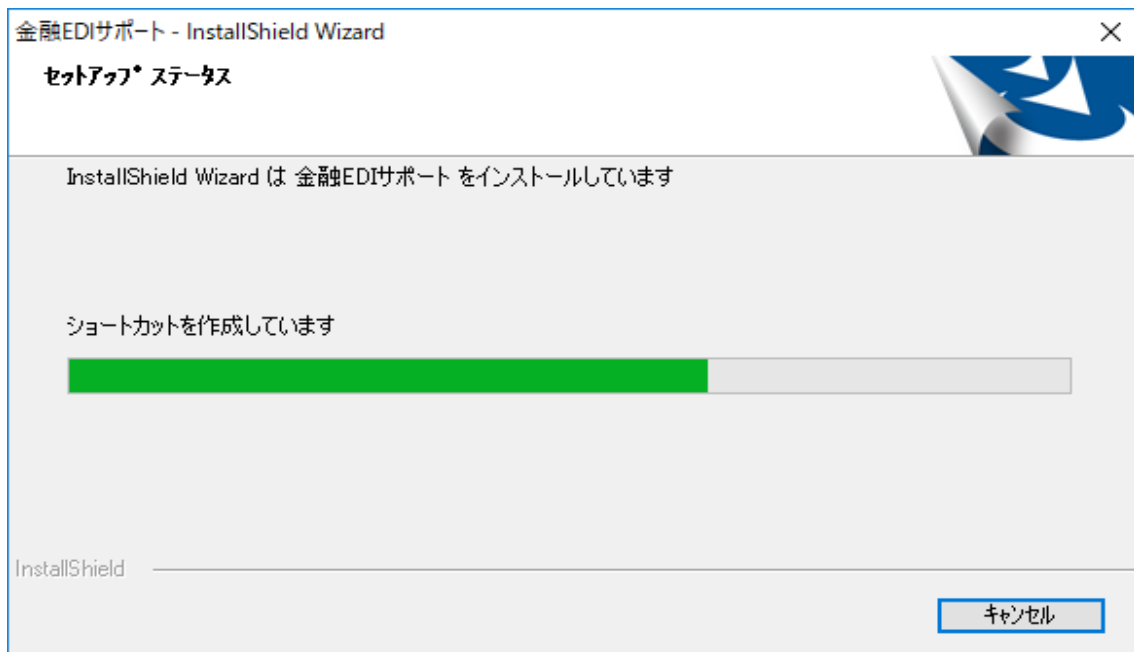 金融EDIサポート - InstallShield Wizard
セットアップ ステータス
InstallShield Wizard は 金融EDIサポート をインストールしています
ショートカットを作成しています
InstallShield
キャンセル